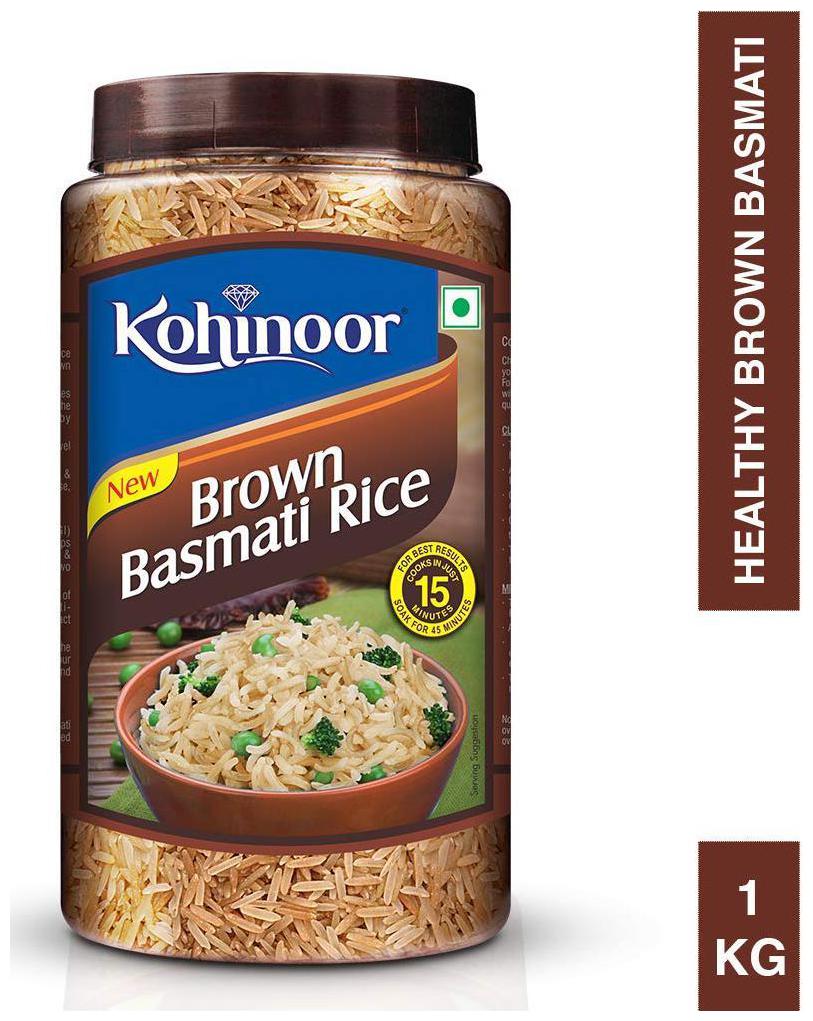 Kohinoor
New
Brown
Basmati Rice
FOR BEST RESULTS
COOKS IN JUST
15
MINUTES
SOAK FOR 45 MINUTES
Serving Suggestion
HEALTHY BROWN BASMATI
1
KG